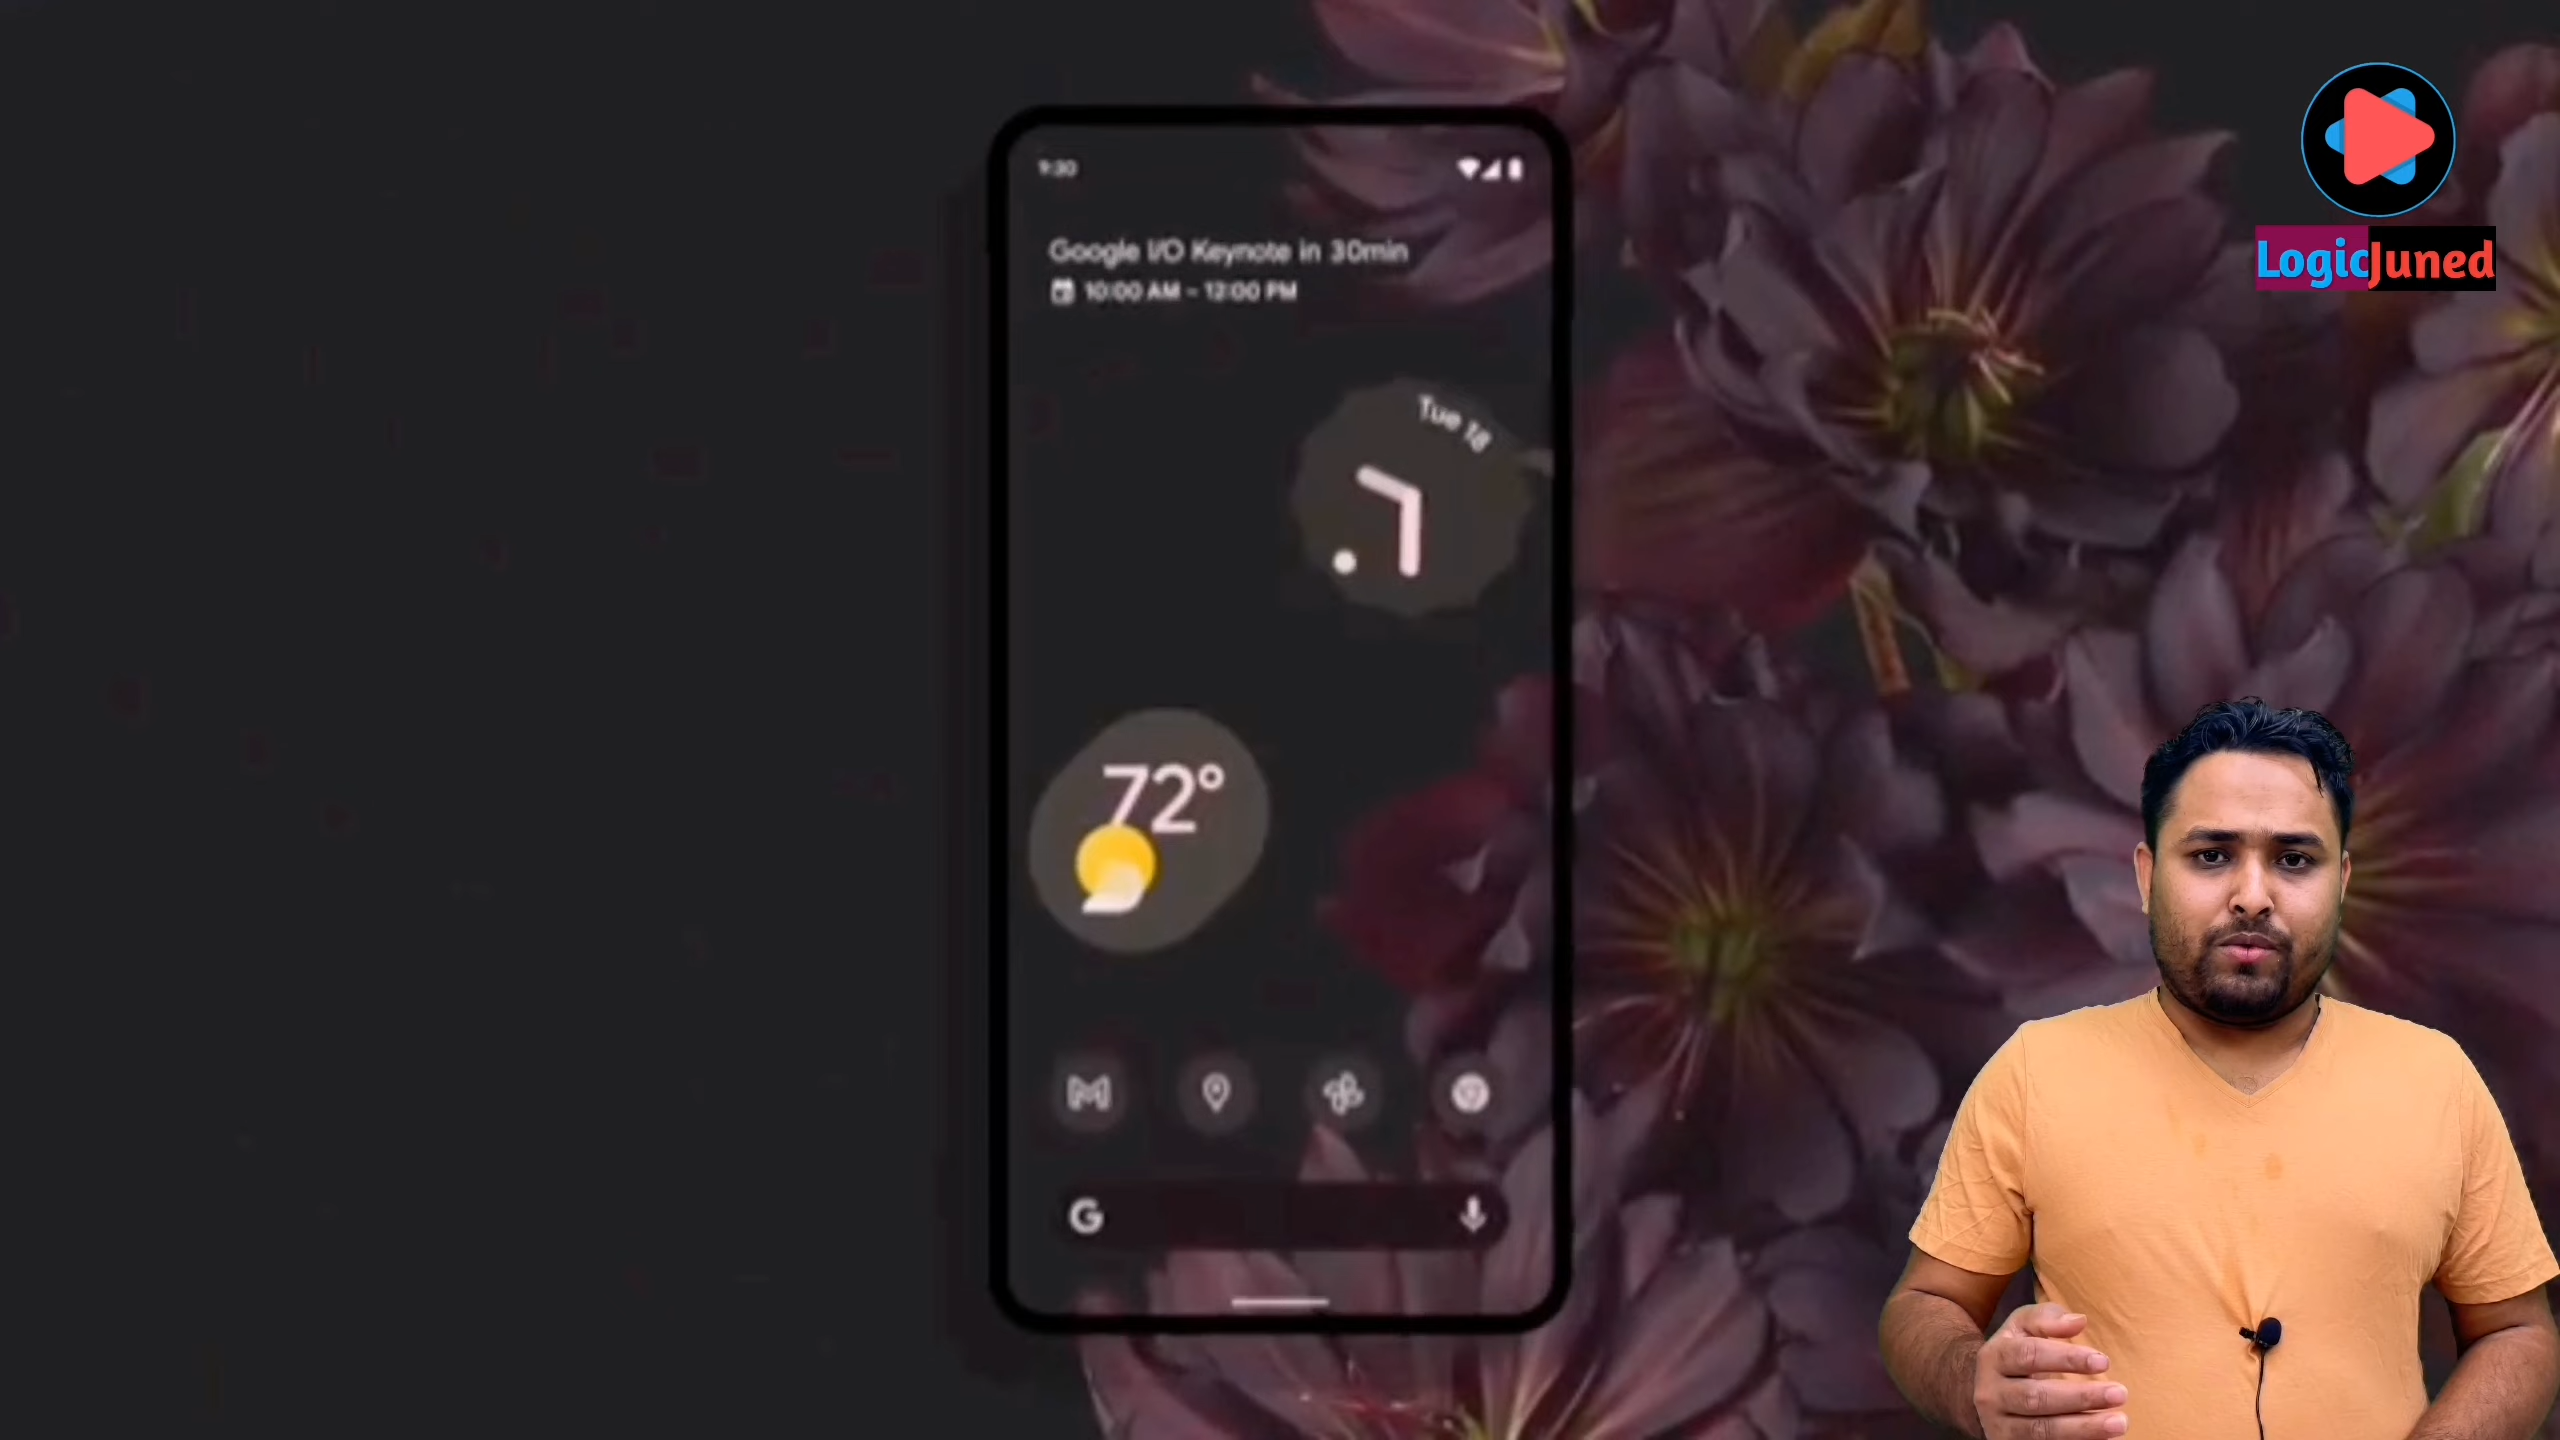 9:30
Google I/O Keynote in 30min
10:00 AM – 12:00 PM
Tue 18
72°
G
LogicJuned